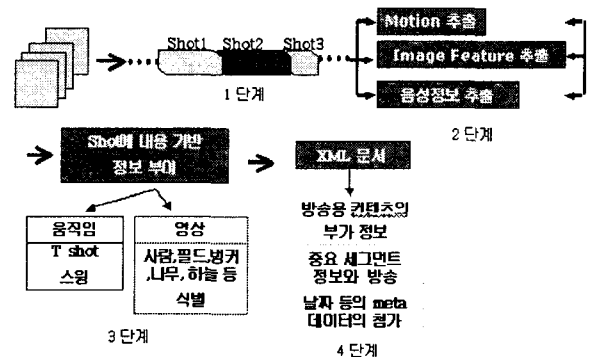 Shot1 Shot2 Shot3
1 단계
Motion 추출
Image Feature 추출
음성정보 추출
2 단계
Shot에 내용 기반
정보 부여
움직임
T shot
스윙
영상
사람,필드,벙커
,나무, 하늘 등
식별
3 단계
XML 문서
방송용 컨텐츠의
부가 정보
중요 세그먼트
정보와 방송
날짜 등의 meta
데이터의 첨가
4 단계